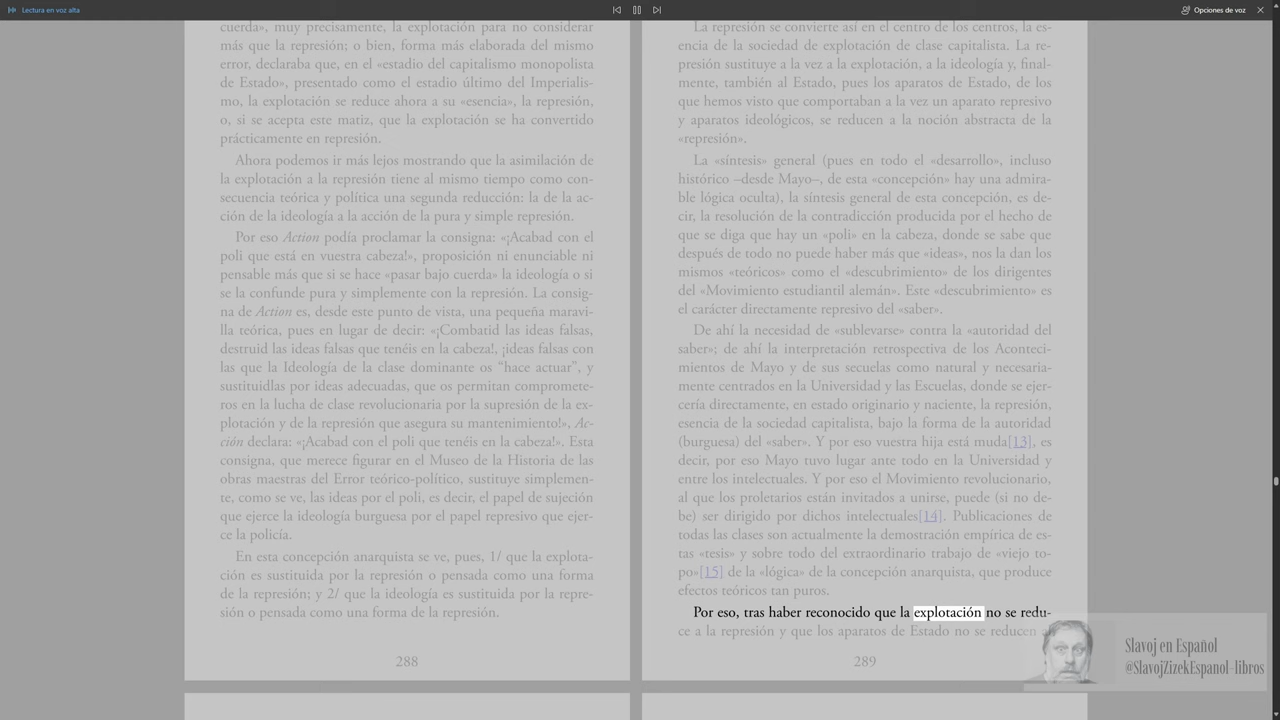 Lectura en voz alta
Opciones de voz
cuerda», muy precisamente, la explotación para no considerar
más que la represión; o bien, forma más elaborada del mismo
error, declaraba que, en el «estadio del capitalismo monopolista
de Estado», presentado como el estadio último del Imperialis-
mo, la explotación se reduce ahora a su «esencia», la represión,
o, si se acepta este matiz, que la explotación se ha convertido
prácticamente en represión.
Ahora podemos ir más lejos mostrando que la asimilación de
la explotación a la represión tiene al mismo tiempo como con-
secuencia teórica y política una segunda reducción: la de la ac-
ción de la ideología a la acción de la pura y simple represión.
Por eso Action podía proclamar la consigna: «¡Acabad con el
poli que está en vuestra cabeza!», proposición ni enunciable ni
pensable más que si se hace «pasar bajo cuerda» la ideología o si
se la confunde pura y simplemente con la represión. La consig-
na de Action es, desde este punto de vista, una pequeña maravi-
lla teórica, pues en lugar de decir: «¡Combatid las ideas falsas,
destruid las ideas falsas que tenéis en la cabeza!, ¡ideas falsas con
las que la Ideología de la clase dominante os “hace actuar”, y
sustituidlas por ideas adecuadas, que os permitan compromete-
ros en la lucha de clase revolucionaria por la supresión de la ex-
plotación y de la represión que asegura su mantenimiento!», Ac-
ción declara: «¡Acabad con el poli que tenéis en la cabeza!». Esta
consigna, que merece figurar en el Museo de la Historia de las
obras maestras del Error teórico-político, sustituye simplemen-
te, como se ve, las ideas por el poli, es decir, el papel de sujeción
que ejerce la ideología burguesa por el papel represivo que ejer-
ce la policía.
En esta concepción anarquista se ve, pues, 1/ que la explota-
ción es sustituida por la represión o pensada como una forma
de la represión; y 2/ que la ideología es sustituida por la repre-
sión o pensada como una forma de la represión.
288
La represión se convierte así en el centro de los centros, la es-
encia de la sociedad de explotación de clase capitalista. La re-
presión sustituye a la vez a la explotación, a la ideología y, final-
mente, también al Estado, pues los aparatos de Estado, de los
que hemos visto que comportaban a la vez un aparato represivo
y aparatos ideológicos, se reducen a la noción abstracta de la
«represión».
La «síntesis» general (pues en todo el «desarrollo», incluso
histórico –desde Mayo–, de esta «concepción» hay una admira-
ble lógica oculta), la síntesis general de esta concepción, es de-
cir, la resolución de la contradicción producida por el hecho de
que se diga que hay un «poli» en la cabeza, donde se sabe que
después de todo no puede haber más que «ideas», nos la dan los
mismos «teóricos» como el «descubrimiento» de los dirigentes
del «Movimiento estudiantil alemán». Este «descubrimiento» es
el carácter directamente represivo del «saber».
De ahí la necesidad de «sublevarse» contra la «autoridad del
saber»; de ahí la interpretación retrospectiva de los Aconteci-
mientos de Mayo y de sus secuelas como natural y necesaria-
mente centrados en la Universidad y las Escuelas, donde se ejer-
cería directamente, en estado originario y naciente, la represión,
esencia de la sociedad capitalista, bajo la forma de la autoridad
(burguesa) del «saber». Y por eso vuestra hija está muda[13], es
decir, por eso Mayo tuvo lugar ante todo en la Universidad y
entre los intelectuales. Y por eso el Movimiento revolucionario,
al que los proletarios están invitados a unirse, puede (si no de-
be) ser dirigido por dichos intelectuales[14]. Publicaciones de
todas las clases son actualmente la demostración empírica de es-
tas «tesis» y sobre todo del extraordinario trabajo de «viejo to-
po»[15] de la «lógica» de la concepción anarquista, que produce
efectos teóricos tan puros.
Por eso, tras haber reconocido que la explotación no se redu-
ce a la represión y que los aparatos de Estado no se reducen a
289
Slavoj en Español
@SlavojZizekEspanol-libros